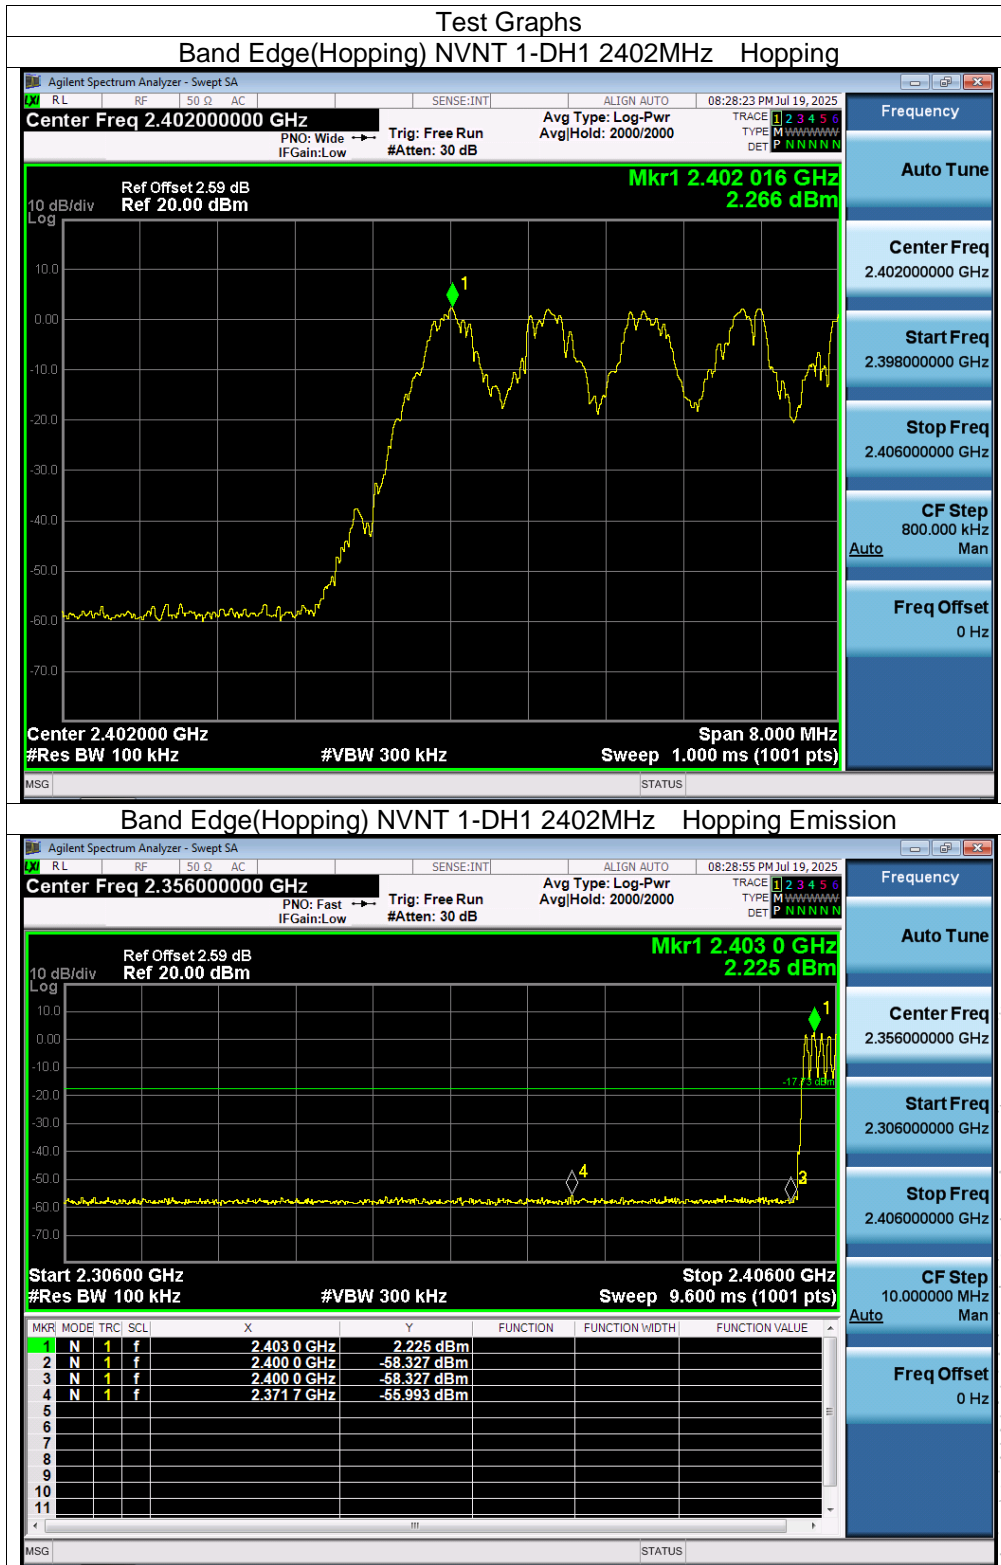 Test Graphs
Band Edge(Hopping) NVNT 1-DH1 2402MHz Hopping
Agilent Spectrum Analyzer - Swept SA
LXI RL RF 50 Ω AC SENSE:INT ALIGN AUTO 08:28:23 PM Jul 19, 2025
Center Freq 2.402000000 GHz
PNO: Wide
IFGain:Low
Trig: Free Run
#Atten: 30 dB
Avg Type: Log-Pwr
Avg|Hold: 2000/2000
TRACE 1 2 3 4 5 6
TYPE M WWWWW
DET P N N N N N
Frequency
Auto Tune
Center Freq
2.402000000 GHz
Start Freq
2.398000000 GHz
Stop Freq
2.406000000 GHz
CF Step
800.000 kHz
Auto Man
Freq Offset
0 Hz
Mkr1 2.402 016 GHz
2.266 dBm
Ref Offset 2.59 dB
10 dB/div Ref 20.00 dBm
Log
10.0
0.00
-10.0
-20.0
-30.0
-40.0
-50.0
-60.0
-70.0
1
Center 2.402000 GHz Span 8.000 MHz
#Res BW 100 kHz #VBW 300 kHz Sweep 1.000 ms (1001 pts)
MSG STATUS
Band Edge(Hopping) NVNT 1-DH1 2402MHz Hopping Emission
Agilent Spectrum Analyzer - Swept SA
LXI RL RF 50 Ω AC SENSE:INT ALIGN AUTO 08:28:55 PM Jul 19, 2025
Center Freq 2.356000000 GHz
PNO: Fast
IFGain:Low
Trig: Free Run
#Atten: 30 dB
Avg Type: Log-Pwr
Avg|Hold: 2000/2000
TRACE 1 2 3 4 5 6
TYPE M WWWWW
DET P N N N N N
Frequency
Auto Tune
Center Freq
2.356000000 GHz
Start Freq
2.306000000 GHz
Stop Freq
2.406000000 GHz
CF Step
10.000000 MHz
Auto Man
Freq Offset
0 Hz
Mkr1 2.403 0 GHz
2.225 dBm
Ref Offset 2.59 dB
10 dB/div Ref 20.00 dBm
Log
10.0
0.00
-10.0
-20.0
-30.0
-40.0
-50.0
-60.0
-70.0
1
-17.73 dBm
4
3
Start 2.30600 GHz Stop 2.40600 GHz
#Res BW 100 kHz #VBW 300 kHz Sweep 9.600 ms (1001 pts)
MKR MODE TRC SCL X Y FUNCTION FUNCTION WIDTH FUNCTION VALUE
1 N 1 f 2.403 0 GHz 2.225 dBm
2 N 1 f 2.400 0 GHz -58.327 dBm
3 N 1 f 2.400 0 GHz -58.327 dBm
4 N 1 f 2.371 7 GHz -55.993 dBm
5
6
7
8
9
10
11
MSG STATUS